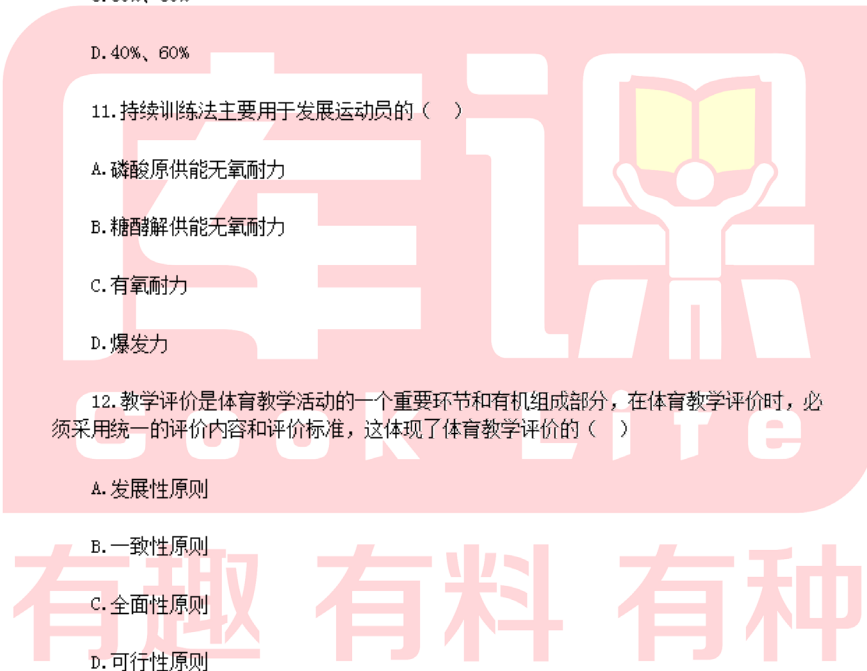 D.40%、60%
11.持续训练法主要用于发展运动员的（ ）
A.磷酸原供能无氧耐力
B.糖酵解供能无氧耐力
C.有氧耐力
D.爆发力
12.教学评价是体育教学活动的一个重要环节和有机组成部分，在体育教学评价时，必
须采用统一的评价内容和评价标准，这体现了体育教学评价的（ ）
A.发展性原则
B.一致性原则
C.全面性原则
D.可行性原则
库课
Cook Life
有趣 有料 有种